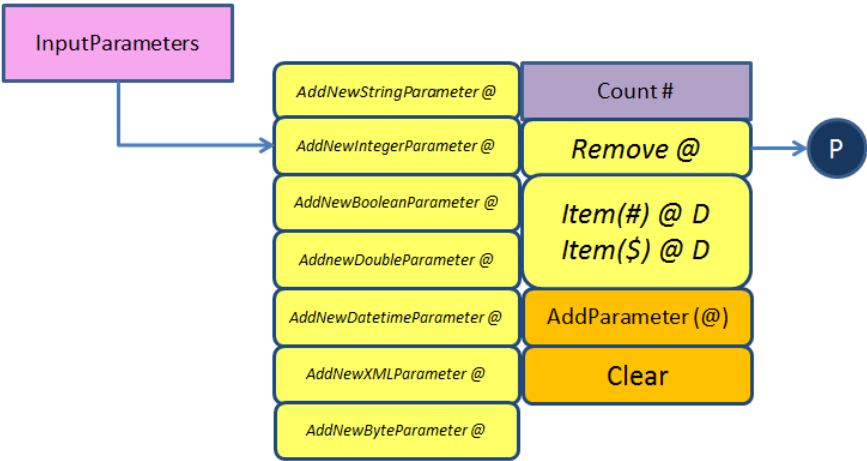 InputParameters
AddNewStringParameter @
Count #
AddNewIntegerParameter @
Remove @
P
AddNewBooleanParameter @
Item(#) @ D
Item($) @ D
AddnewDoubleParameter @
AddNewDatetimeParameter @
AddParameter (@)
AddNewXMLParameter @
Clear
AddNewByteParameter @